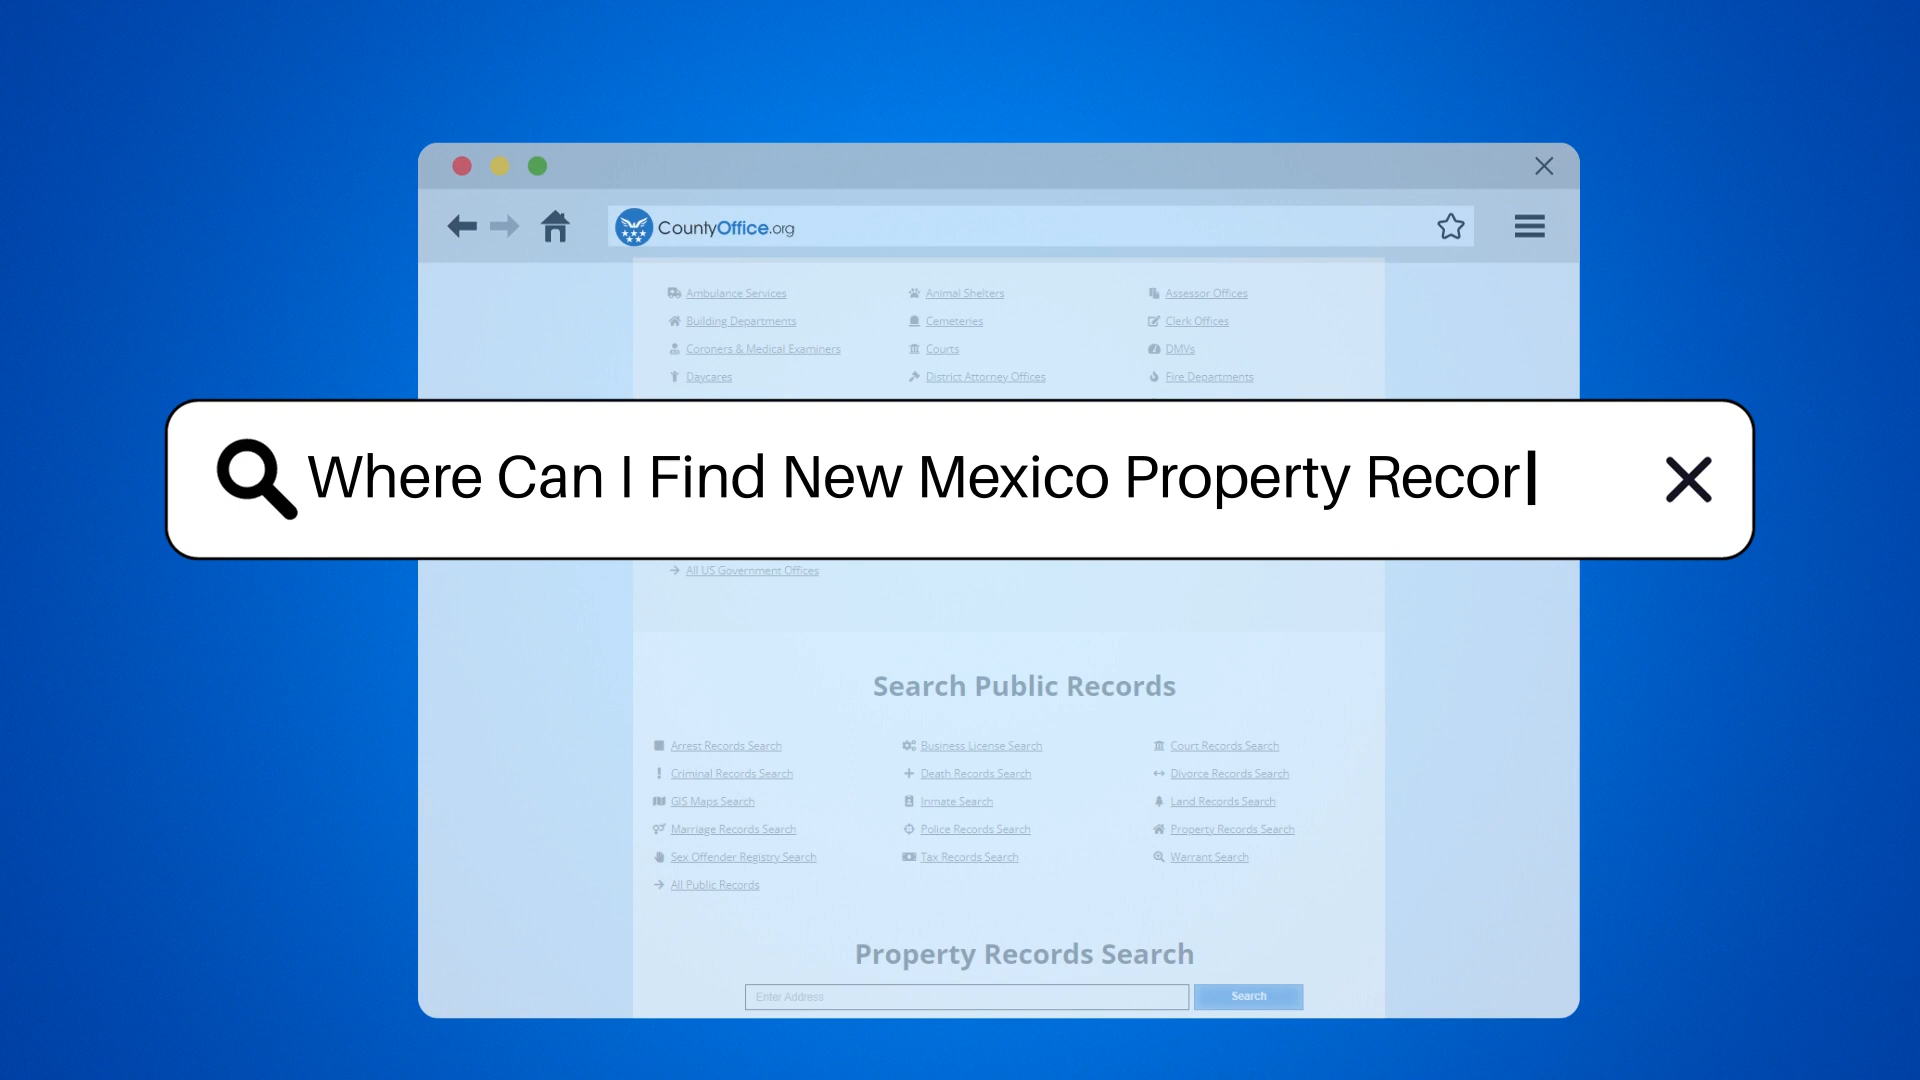 CountyOffice.org
Ambulance Services Animal Shelters Assessor Offices
Building Departments Cemeteries Clerk Offices
Coroners & Medical Examiners Courts DMVs
Daycares District Attorney Offices Fire Departments
Where Can I Find New Mexico Property Recor
All US Government Offices
Search Public Records
Arrest Records Search Business License Search Court Records Search
Criminal Records Search Death Records Search Divorce Records Search
GIS Maps Search Inmate Search Land Records Search
Marriage Records Search Police Records Search Property Records Search
Sex Offender Registry Search Tax Records Search Warrant Search
All Public Records
Property Records Search
Enter Address Search